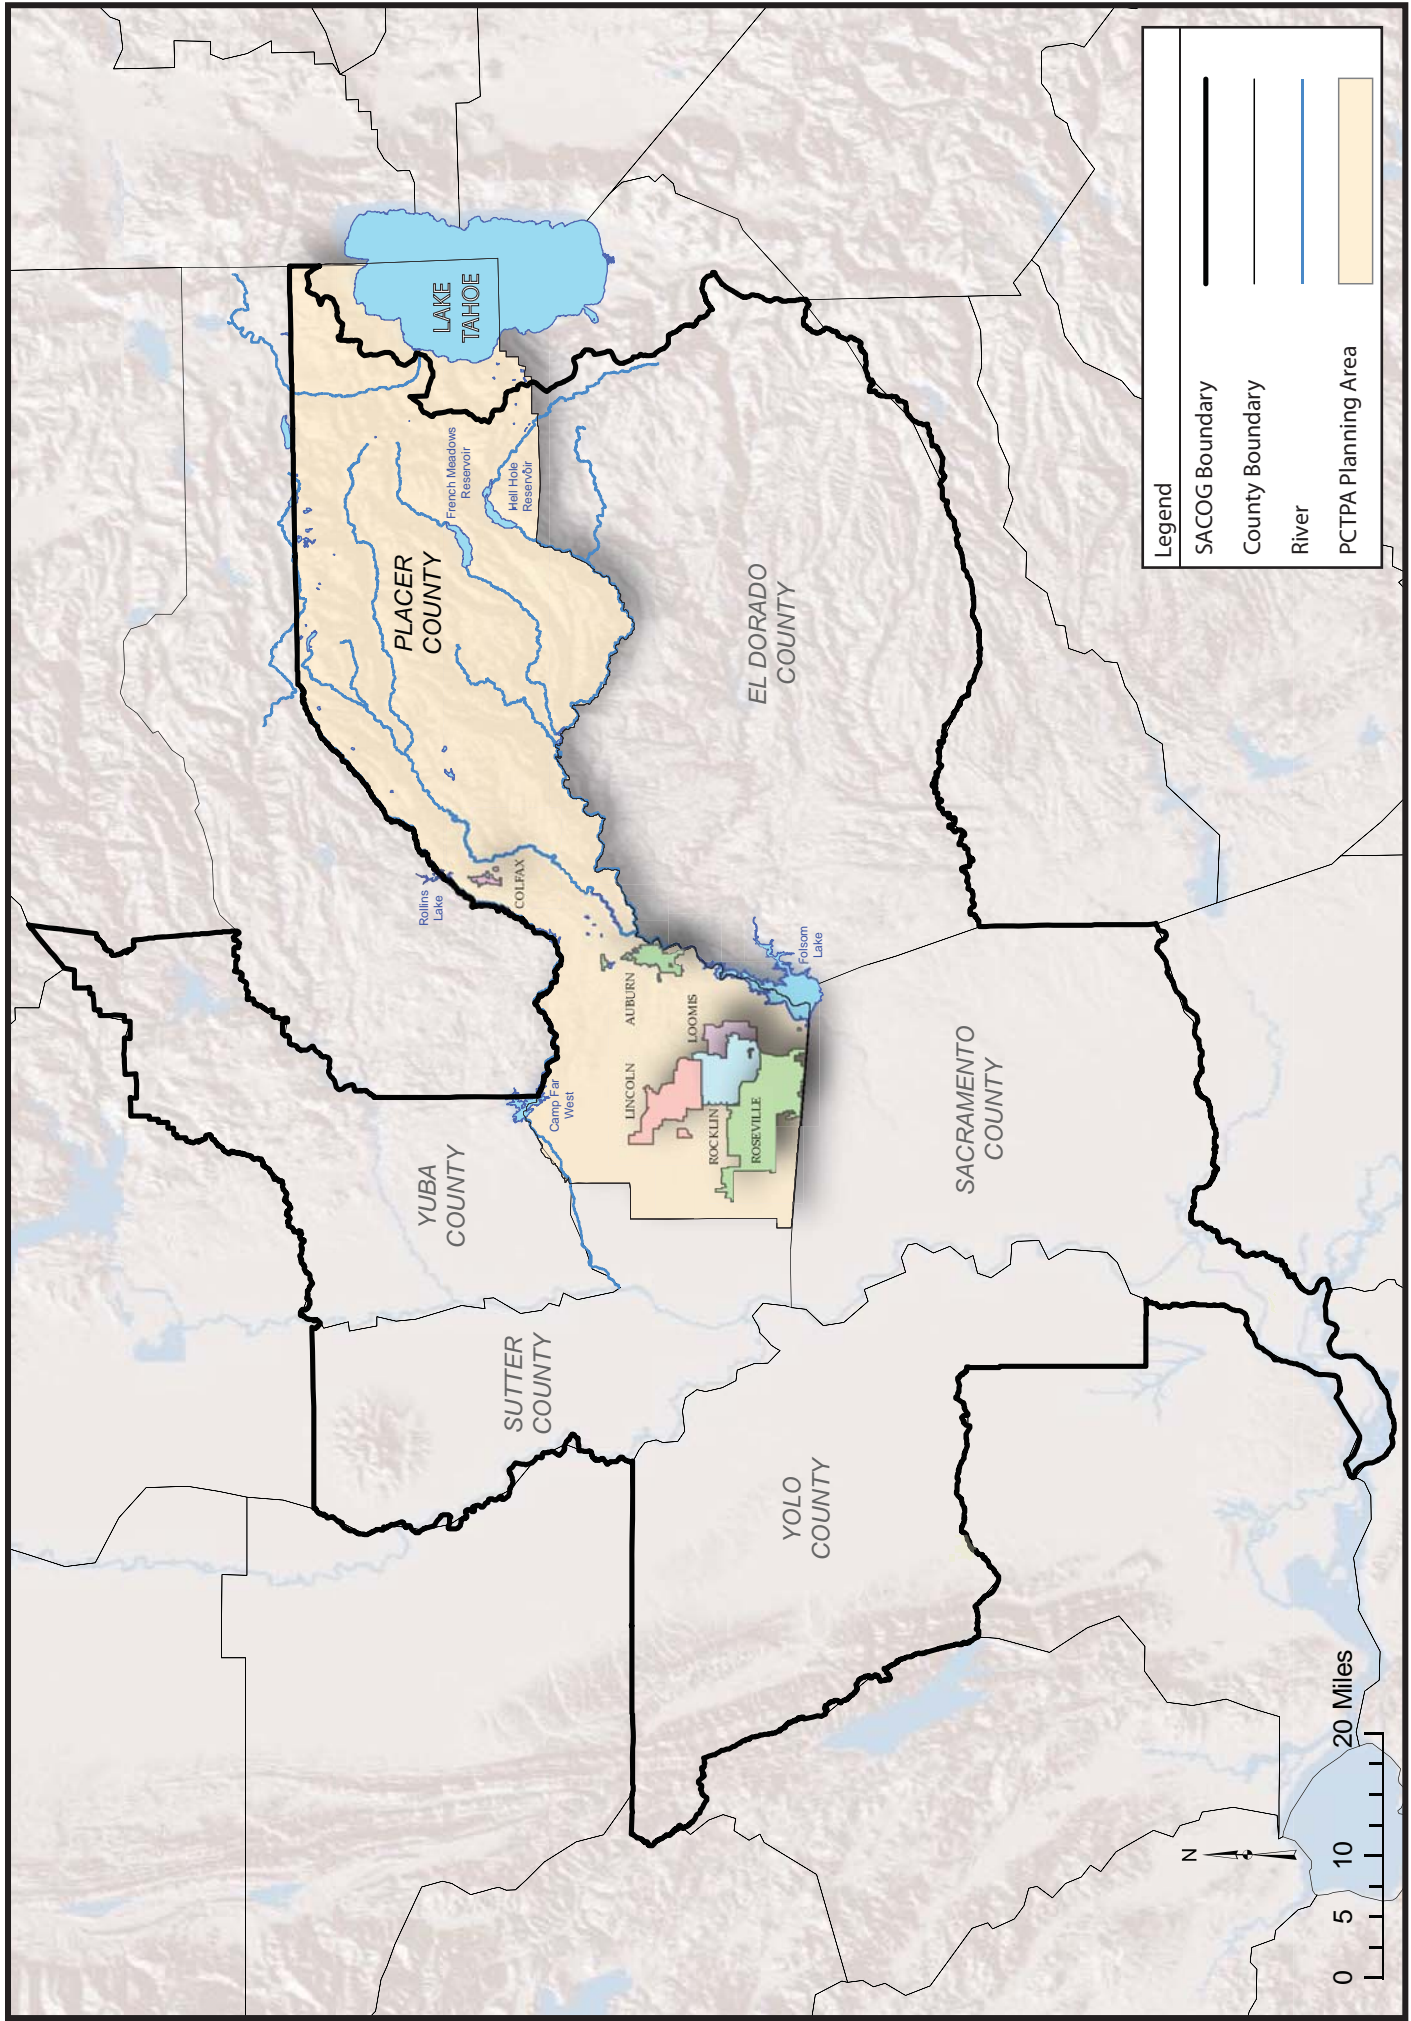 LAKE
TAHOE
PLACER
COUNTY
French Meadows
Reservoir
Hell Hole
Reservoir
EL DORADO
COUNTY
Rollins
Lake
COLFAX
AUBURN
LOOMIS
Folsom
Lake
LINCOLN
ROCKLIN
ROSEVILLE
Camp Far
West
YUBA
COUNTY
SUTTER
COUNTY
SACRAMENTO
COUNTY
YOLO
COUNTY
Legend
SACOG Boundary
County Boundary
River
PCTPA Planning Area
N
0 5 10 20 Miles